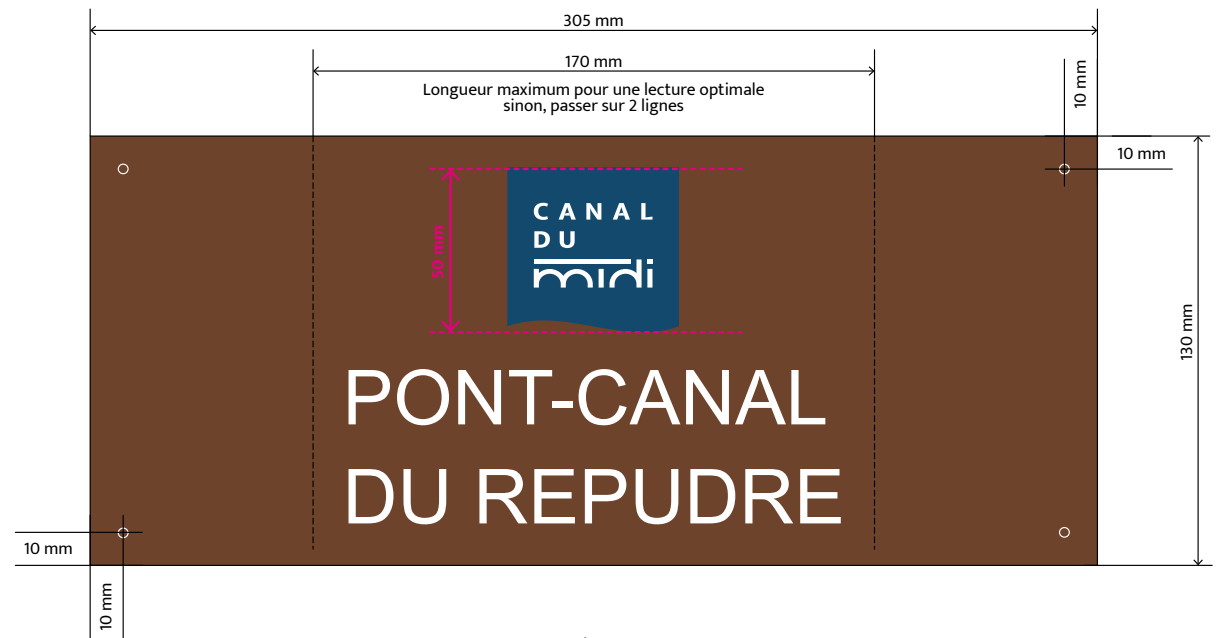 305 mm
170 mm
Longueur maximum pour une lecture optimale
sinon, passer sur 2 lignes
10 mm
10 mm
CANAL
DU
midi
50 mm
130 mm
PONT-CANAL
DU REPUDRE
10 mm
10 mm